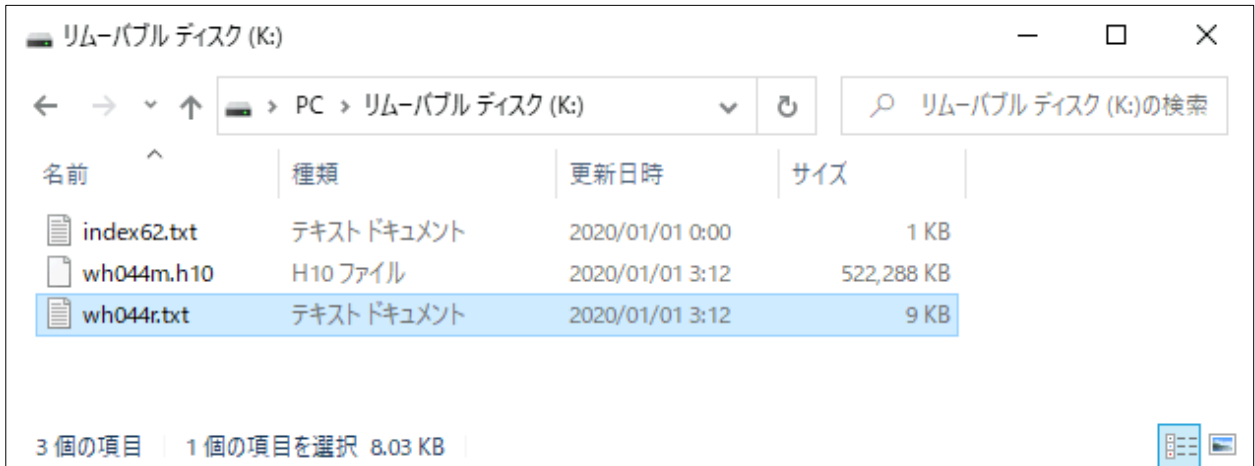 リムーバブル ディスク (K:)
PC > リムーバブル ディスク (K:) リムーバブル ディスク (K:)の検索
名前 種類 更新日時 サイズ
index62.txt テキスト ドキュメント 2020/01/01 0:00 1 KB
wh044m.h10 H10 ファイル 2020/01/01 3:12 522,288 KB
wh044r.txt テキスト ドキュメント 2020/01/01 3:12 9 KB
3 個の項目 1 個の項目を選択 8.03 KB